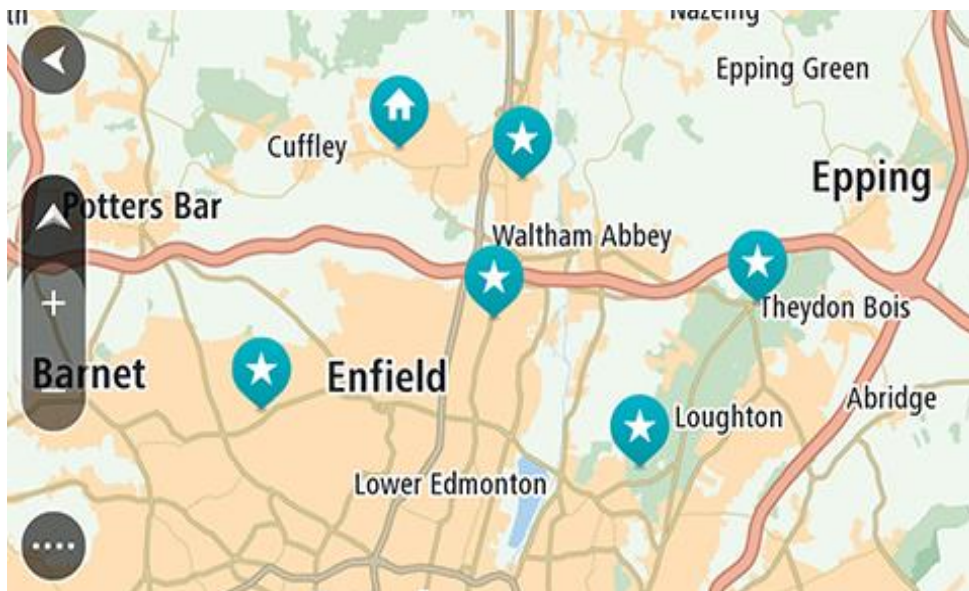 Nazeing
Epping Green
Cuffley
Epping
Potters Bar
Waltham Abbey
Theydon Bois
Barnet
Enfield
Abridge
Loughton
Lower Edmonton